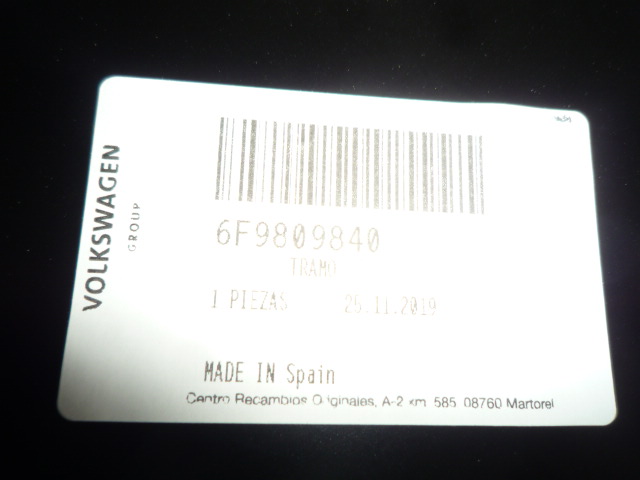 VOLKSWAGEN
GROUP
6F9809840
TRAMO
1 PIEZAS 25.11.2019
MADE IN Spain
Centro Recambios Originales, A-2 km 585 08760 Martorel